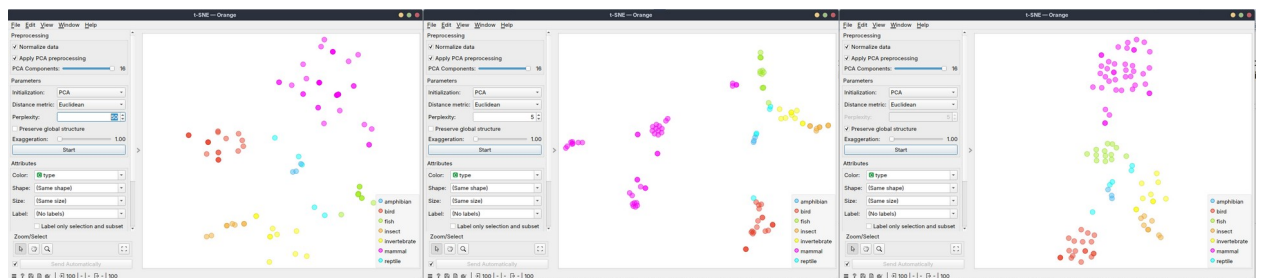 t-SNE — Orange
File Edit View Window Help
Preprocessing
Normalize data
Apply PCA preprocessing
PCA Components: 16
Parameters
Initialization: PCA
Distance metric: Euclidean
Perplexity:
Preserve global structure
Exaggeration: 1.00
Start
Attributes
Color: C type
Shape: (Same shape)
Size: (Same size)
Label: (No labels)
Label only selection and subset
Zoom/Select
Send Automatically
100 - 100
amphibian
bird
fish
insect
invertebrate
mammal
reptile
t-SNE — Orange
File Edit View Window Help
Preprocessing
Normalize data
Apply PCA preprocessing
PCA Components: 16
Parameters
Initialization: PCA
Distance metric: Euclidean
Perplexity: 5
Preserve global structure
Exaggeration: 1.00
Start
Attributes
Color: C type
Shape: (Same shape)
Size: (Same size)
Label: (No labels)
Label only selection and subset
Zoom/Select
Send Automatically
100 - 100
amphibian
bird
fish
insect
invertebrate
mammal
reptile
t-SNE — Orange
File Edit View Window Help
Preprocessing
Normalize data
Apply PCA preprocessing
PCA Components: 16
Parameters
Initialization: PCA
Distance metric: Euclidean
Perplexity:
Preserve global structure
Exaggeration: 1.00
Start
Attributes
Color: C type
Shape: (Same shape)
Size: (Same size)
Label: (No labels)
Label only selection and subset
Zoom/Select
Send Automatically
100 - 100
amphibian
bird
fish
insect
invertebrate
mammal
reptile